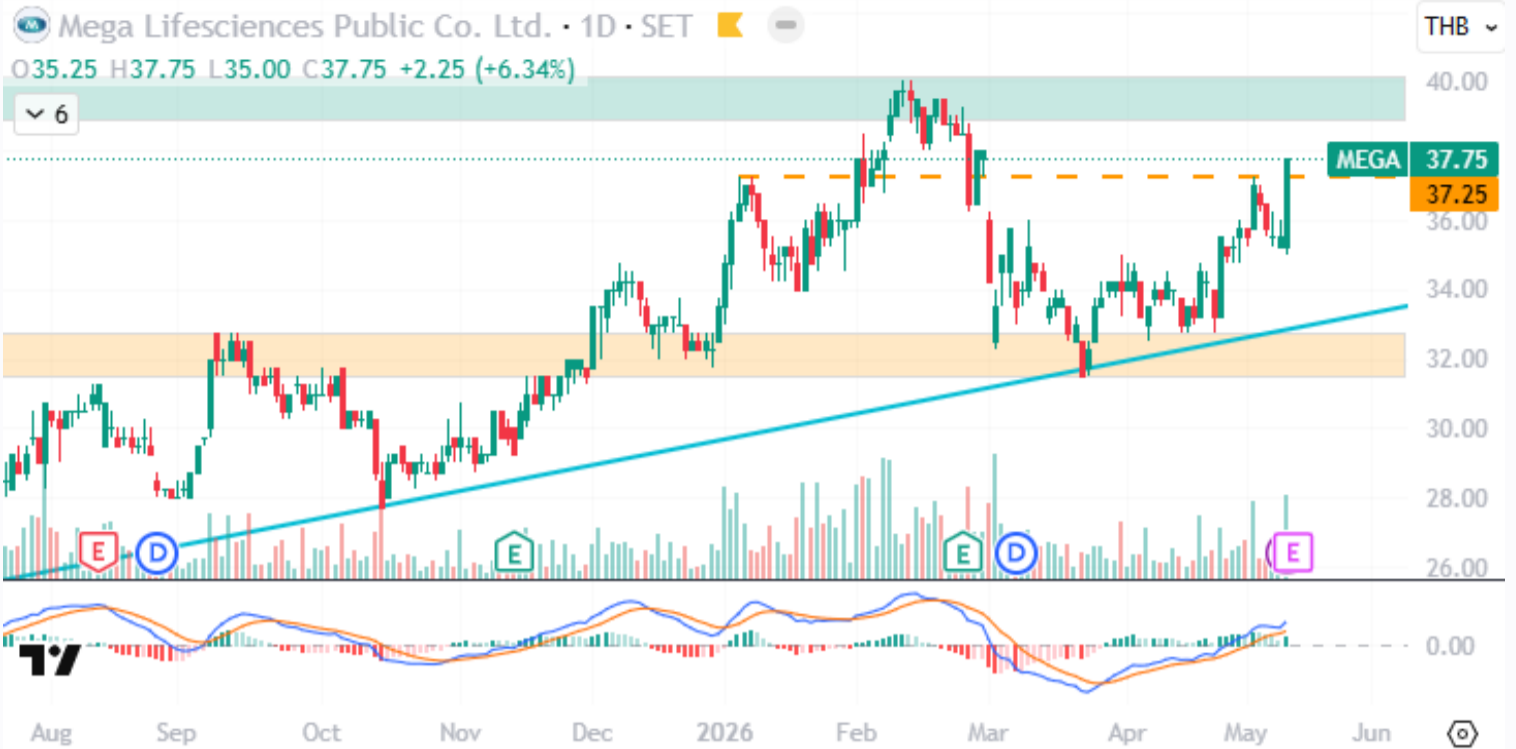 Mega Lifesciences Public Co. Ltd. · 1D · SET
THB
O35.25 H37.75 L35.00 C37.75 +2.25 (+6.34%)
6
40.00
MEGA 37.75
37.25
36.00
34.00
32.00
30.00
28.00
26.00
E D E E D E
0.00
Aug Sep Oct Nov Dec 2026 Feb Mar Apr May Jun